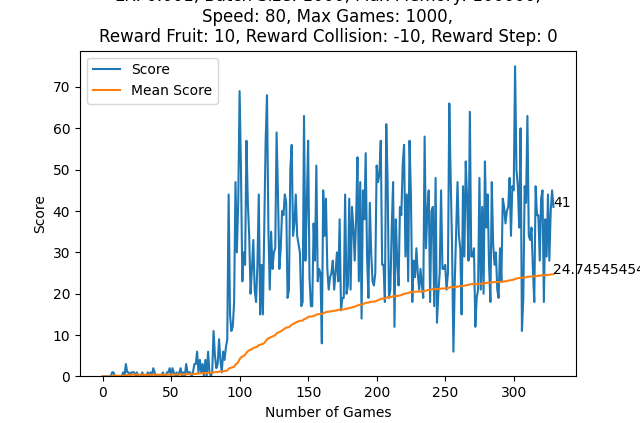 Speed: 80, Max Games: 1000,
Reward Fruit: 10, Reward Collision: -10, Reward Step: 0
Score
Mean Score
70
60
50
40
30
20
10
0
Score
41
24.74545454
0 50 100 150 200 250 300
Number of Games